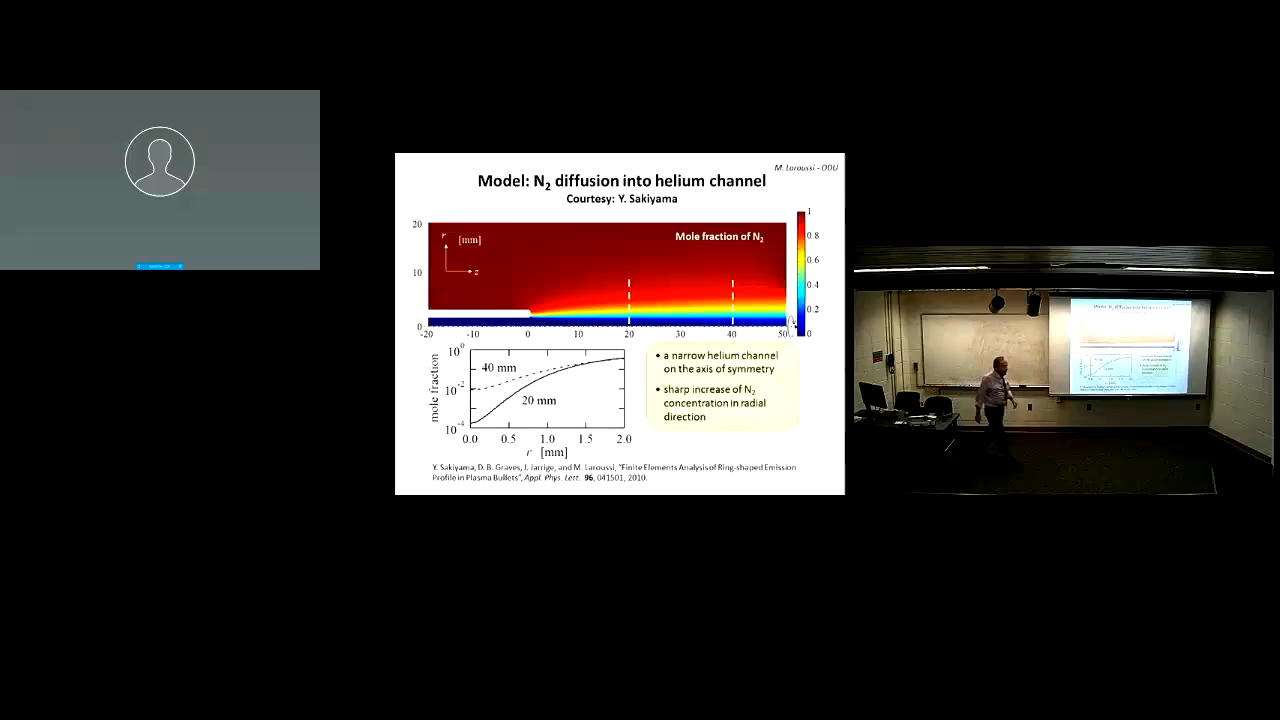 M. Laroussi - ODU
Model: N₂ diffusion into helium channel
Courtesy: Y. Sakiyama
20
10
0
r
[mm]
z
Mole fraction of N₂
-20
-10
0
10
20
30
40
50
1
0.8
0.6
0.4
0.2
0
mole fraction
10⁰
10⁻²
10⁻⁴
40 mm
20 mm
0.0
0.5
1.0
1.5
2.0
r [mm]
• a narrow helium channel
on the axis of symmetry
• sharp increase of N₂
concentration in radial
direction
Y. Sakiyama, D. B. Graves, J. Jarrige, and M. Laroussi, "Finite Elements Analysis of Ring-shaped Emission
Profile in Plasma Bullets", Appl. Phys. Lett. 96, 041501, 2010.